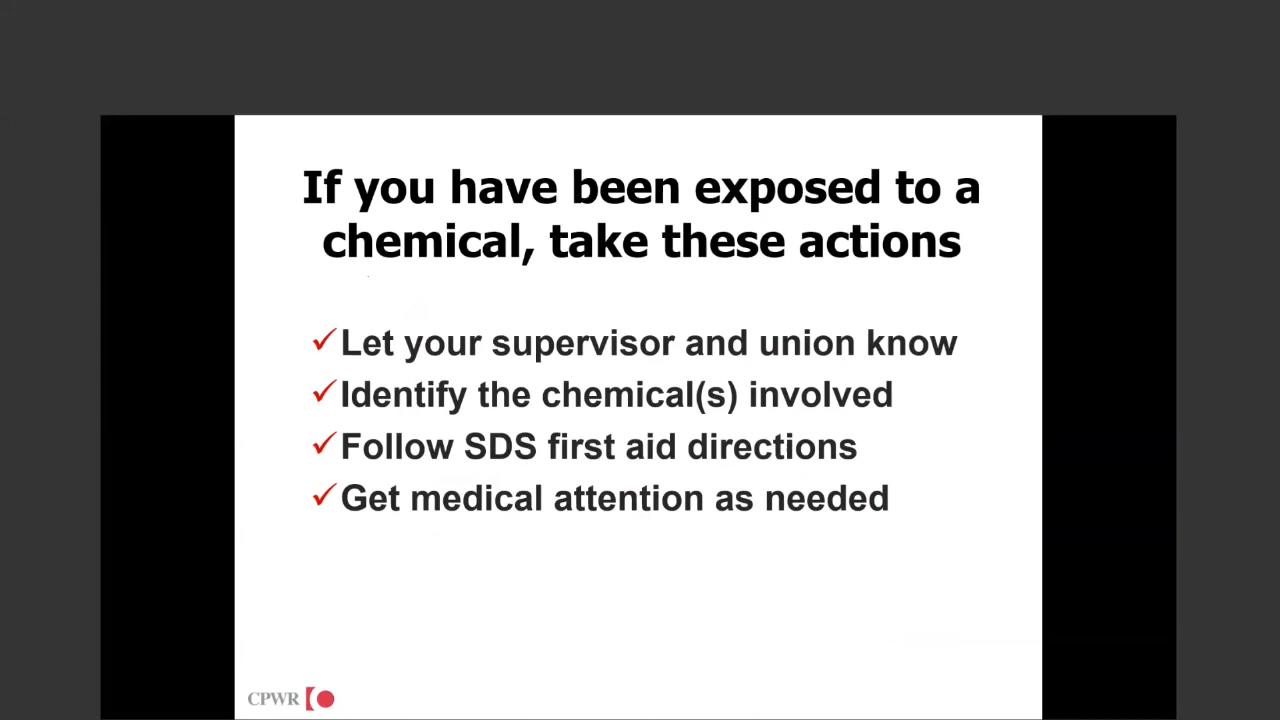 If you have been exposed to a
chemical, take these actions
✓Let your supervisor and union know
✓Identify the chemical(s) involved
✓Follow SDS first aid directions
✓Get medical attention as needed
CPWR